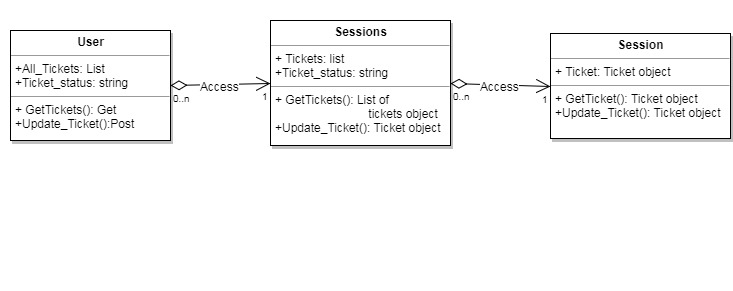 User
+All_Tickets: List
+Ticket_status: string
+ GetTickets(): Get
+Update_Ticket():Post
0..n
Access
1
Sessions
+ Tickets: list
+Ticket_status: string
+ GetTickets(): List of
tickets object
+Update_Ticket(): Ticket object
0..n
Access
1
Session
+ Ticket: Ticket object
+ GetTicket(): Ticket object
+Update_Ticket(): Ticket object